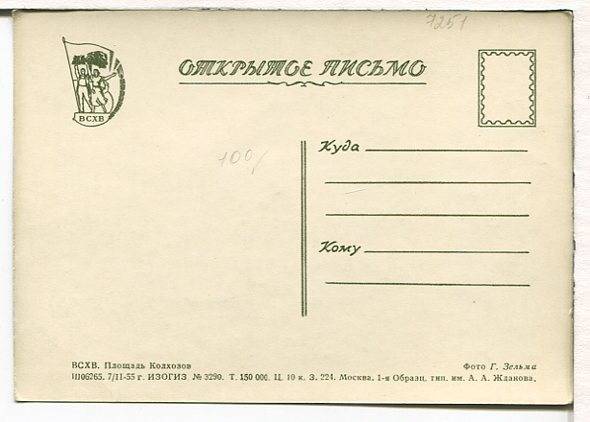 7251
ОТКРЫТОЕ ПИСЬМО
ВСХВ
100/
Куда
Кому
ВСХВ. Площадь Колхозов
Фото Г. Зельма
Ш06265. 7/II-55 г. ИЗОГИЗ № 3290. Т. 150 000. Ц. 10 к. З. 224. Москва. 1-я Образц. тип. им. А. А. Жданова.